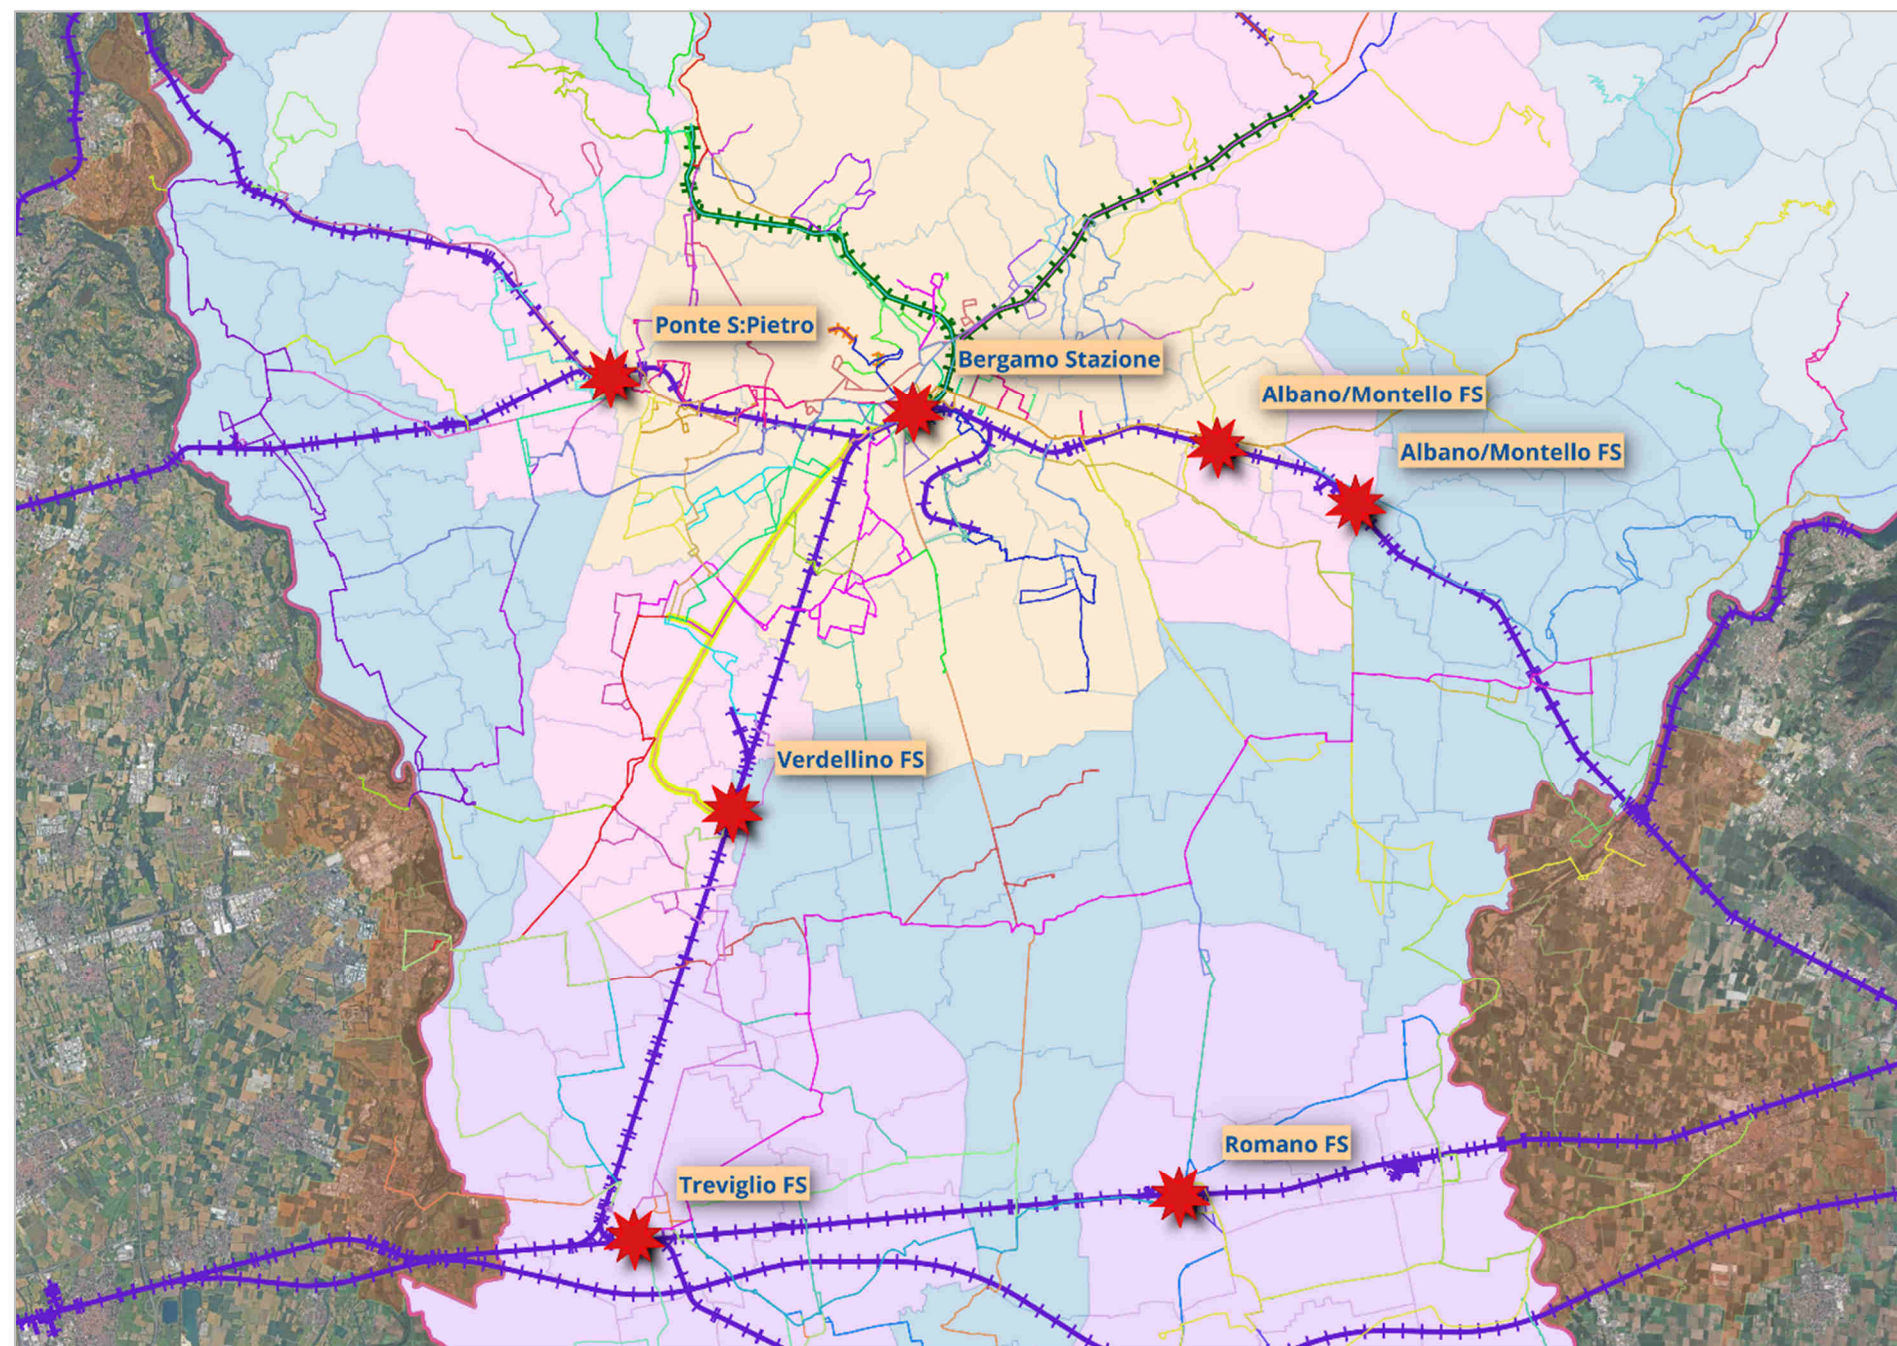 Ponte S:Pietro
Bergamo Stazione
Albano/Montello FS
Albano/Montello FS
Verdellino FS
Romano FS
Treviglio FS